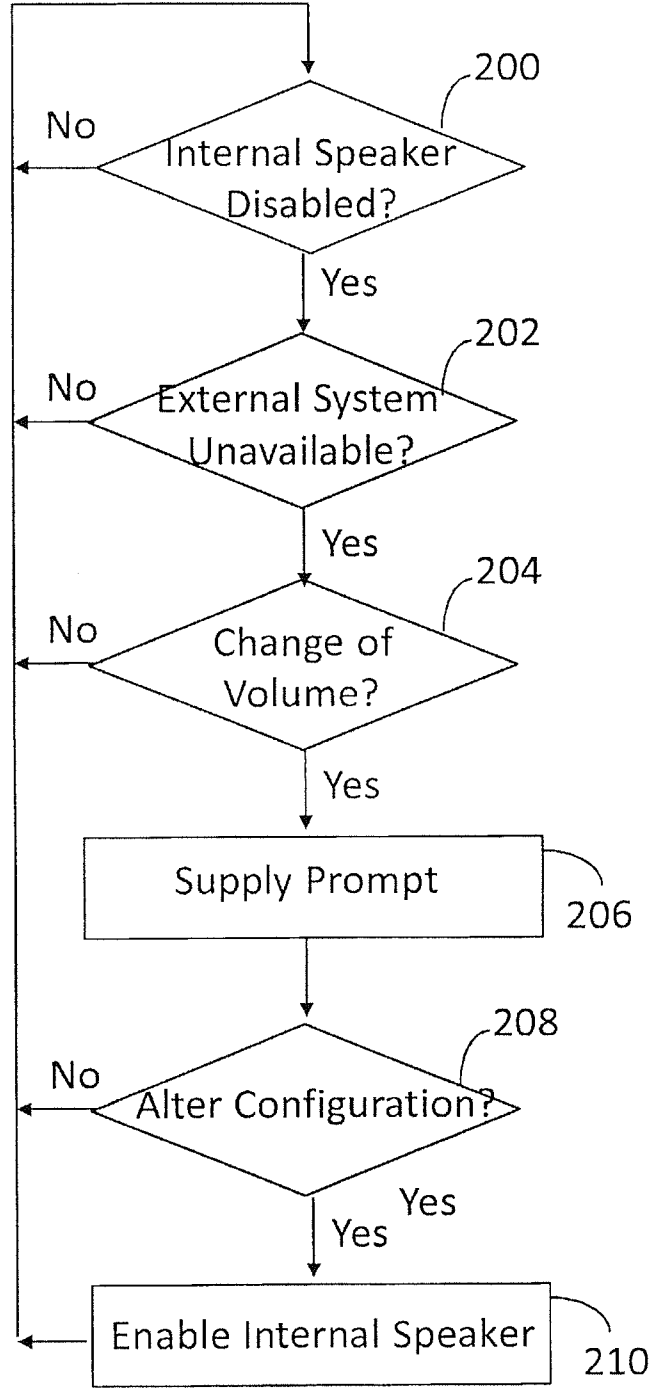 200
No
Internal Speaker
Disabled?
Yes
202
No
External System
Unavailable?
Yes
204
No
Change of
Volume?
Yes
Supply Prompt
206
208
No
Alter Configuration?
Yes
Yes
Enable Internal Speaker
210